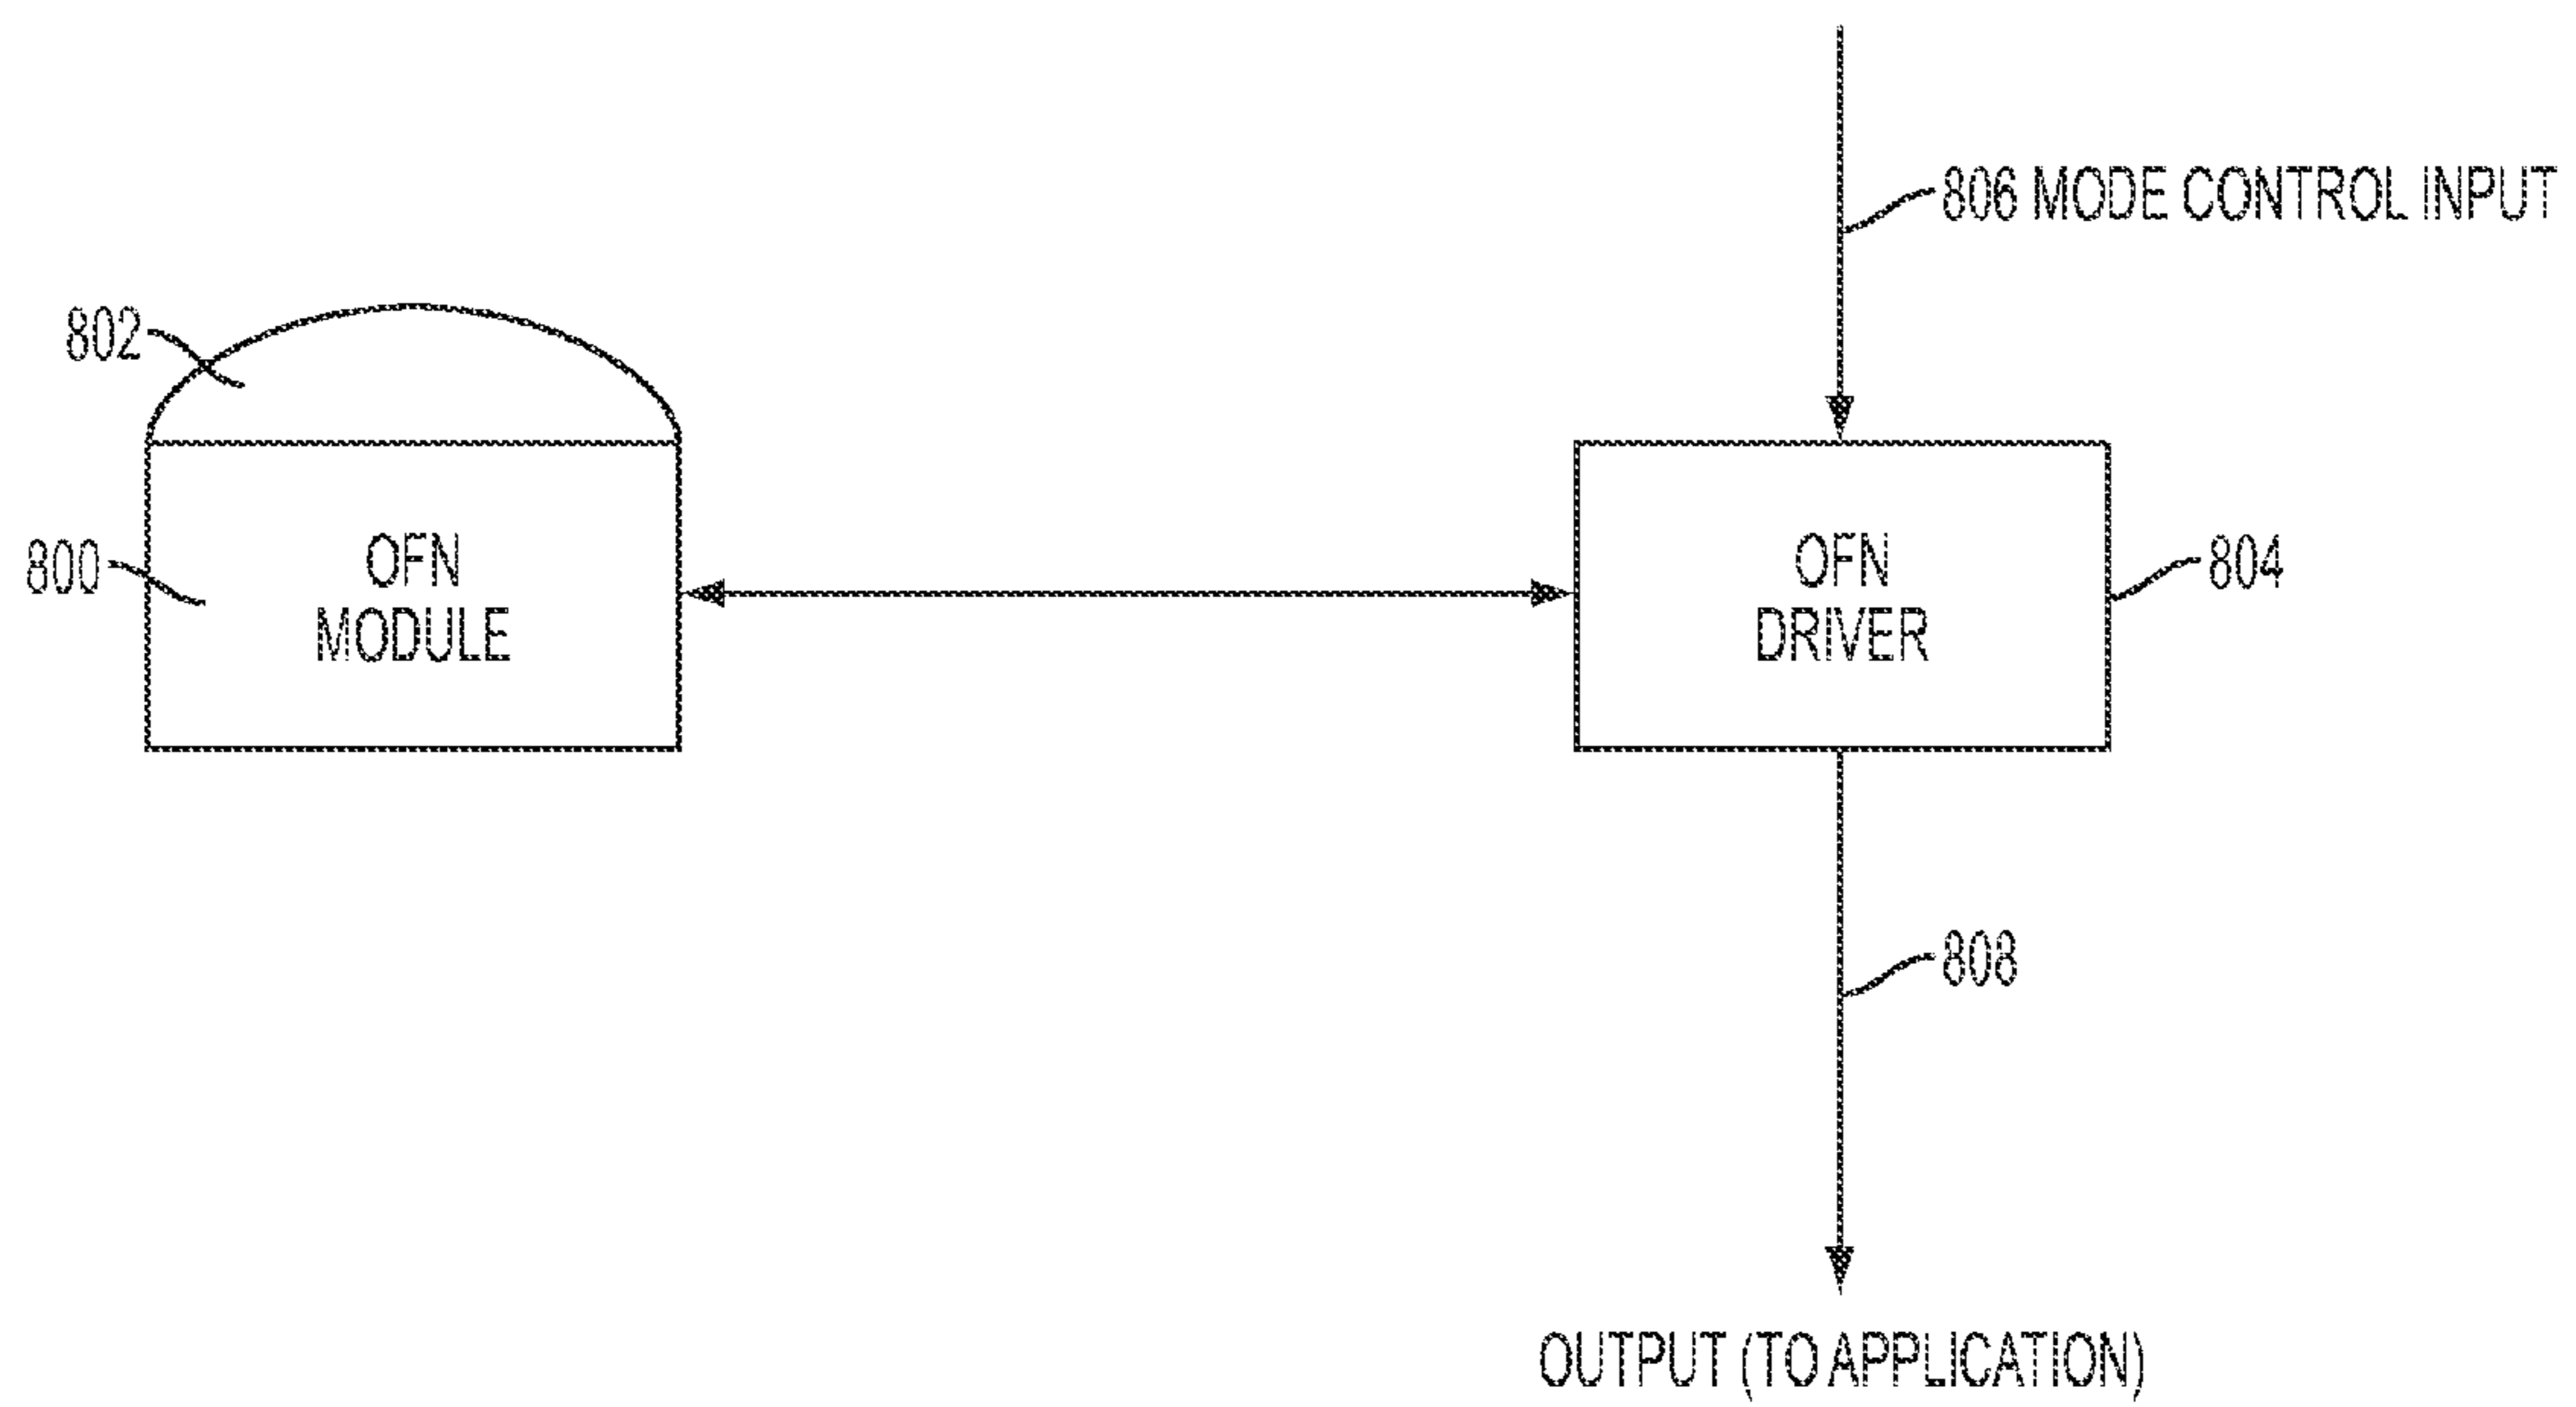 806 MODE CONTROL INPUT
802
800
OFN
MODULE
OFN
DRIVER
804
808
OUTPUT (TO APPLICATION)